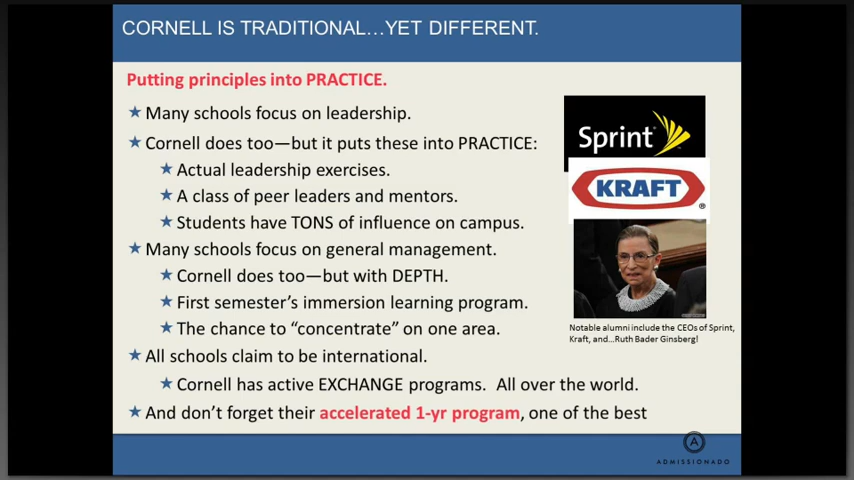 CORNELL IS TRADITIONAL...YET DIFFERENT.
Putting principles into PRACTICE.
Many schools focus on leadership.
Cornell does too—but it puts these into PRACTICE:
Actual leadership exercises.
A class of peer leaders and mentors.
Students have TONS of influence on campus.
Many schools focus on general management.
Cornell does too—but with DEPTH.
First semester's immersion learning program.
The chance to “concentrate” on one area.
All schools claim to be international.
Cornell has active EXCHANGE programs.  All over the world.
And don't forget their accelerated 1-yr program, one of the best
Sprint
KRAFT
®
Notable alumni include the CEOs of Sprint,
Kraft, and...Ruth Bader Ginsberg!
A
ADMISSIONADO